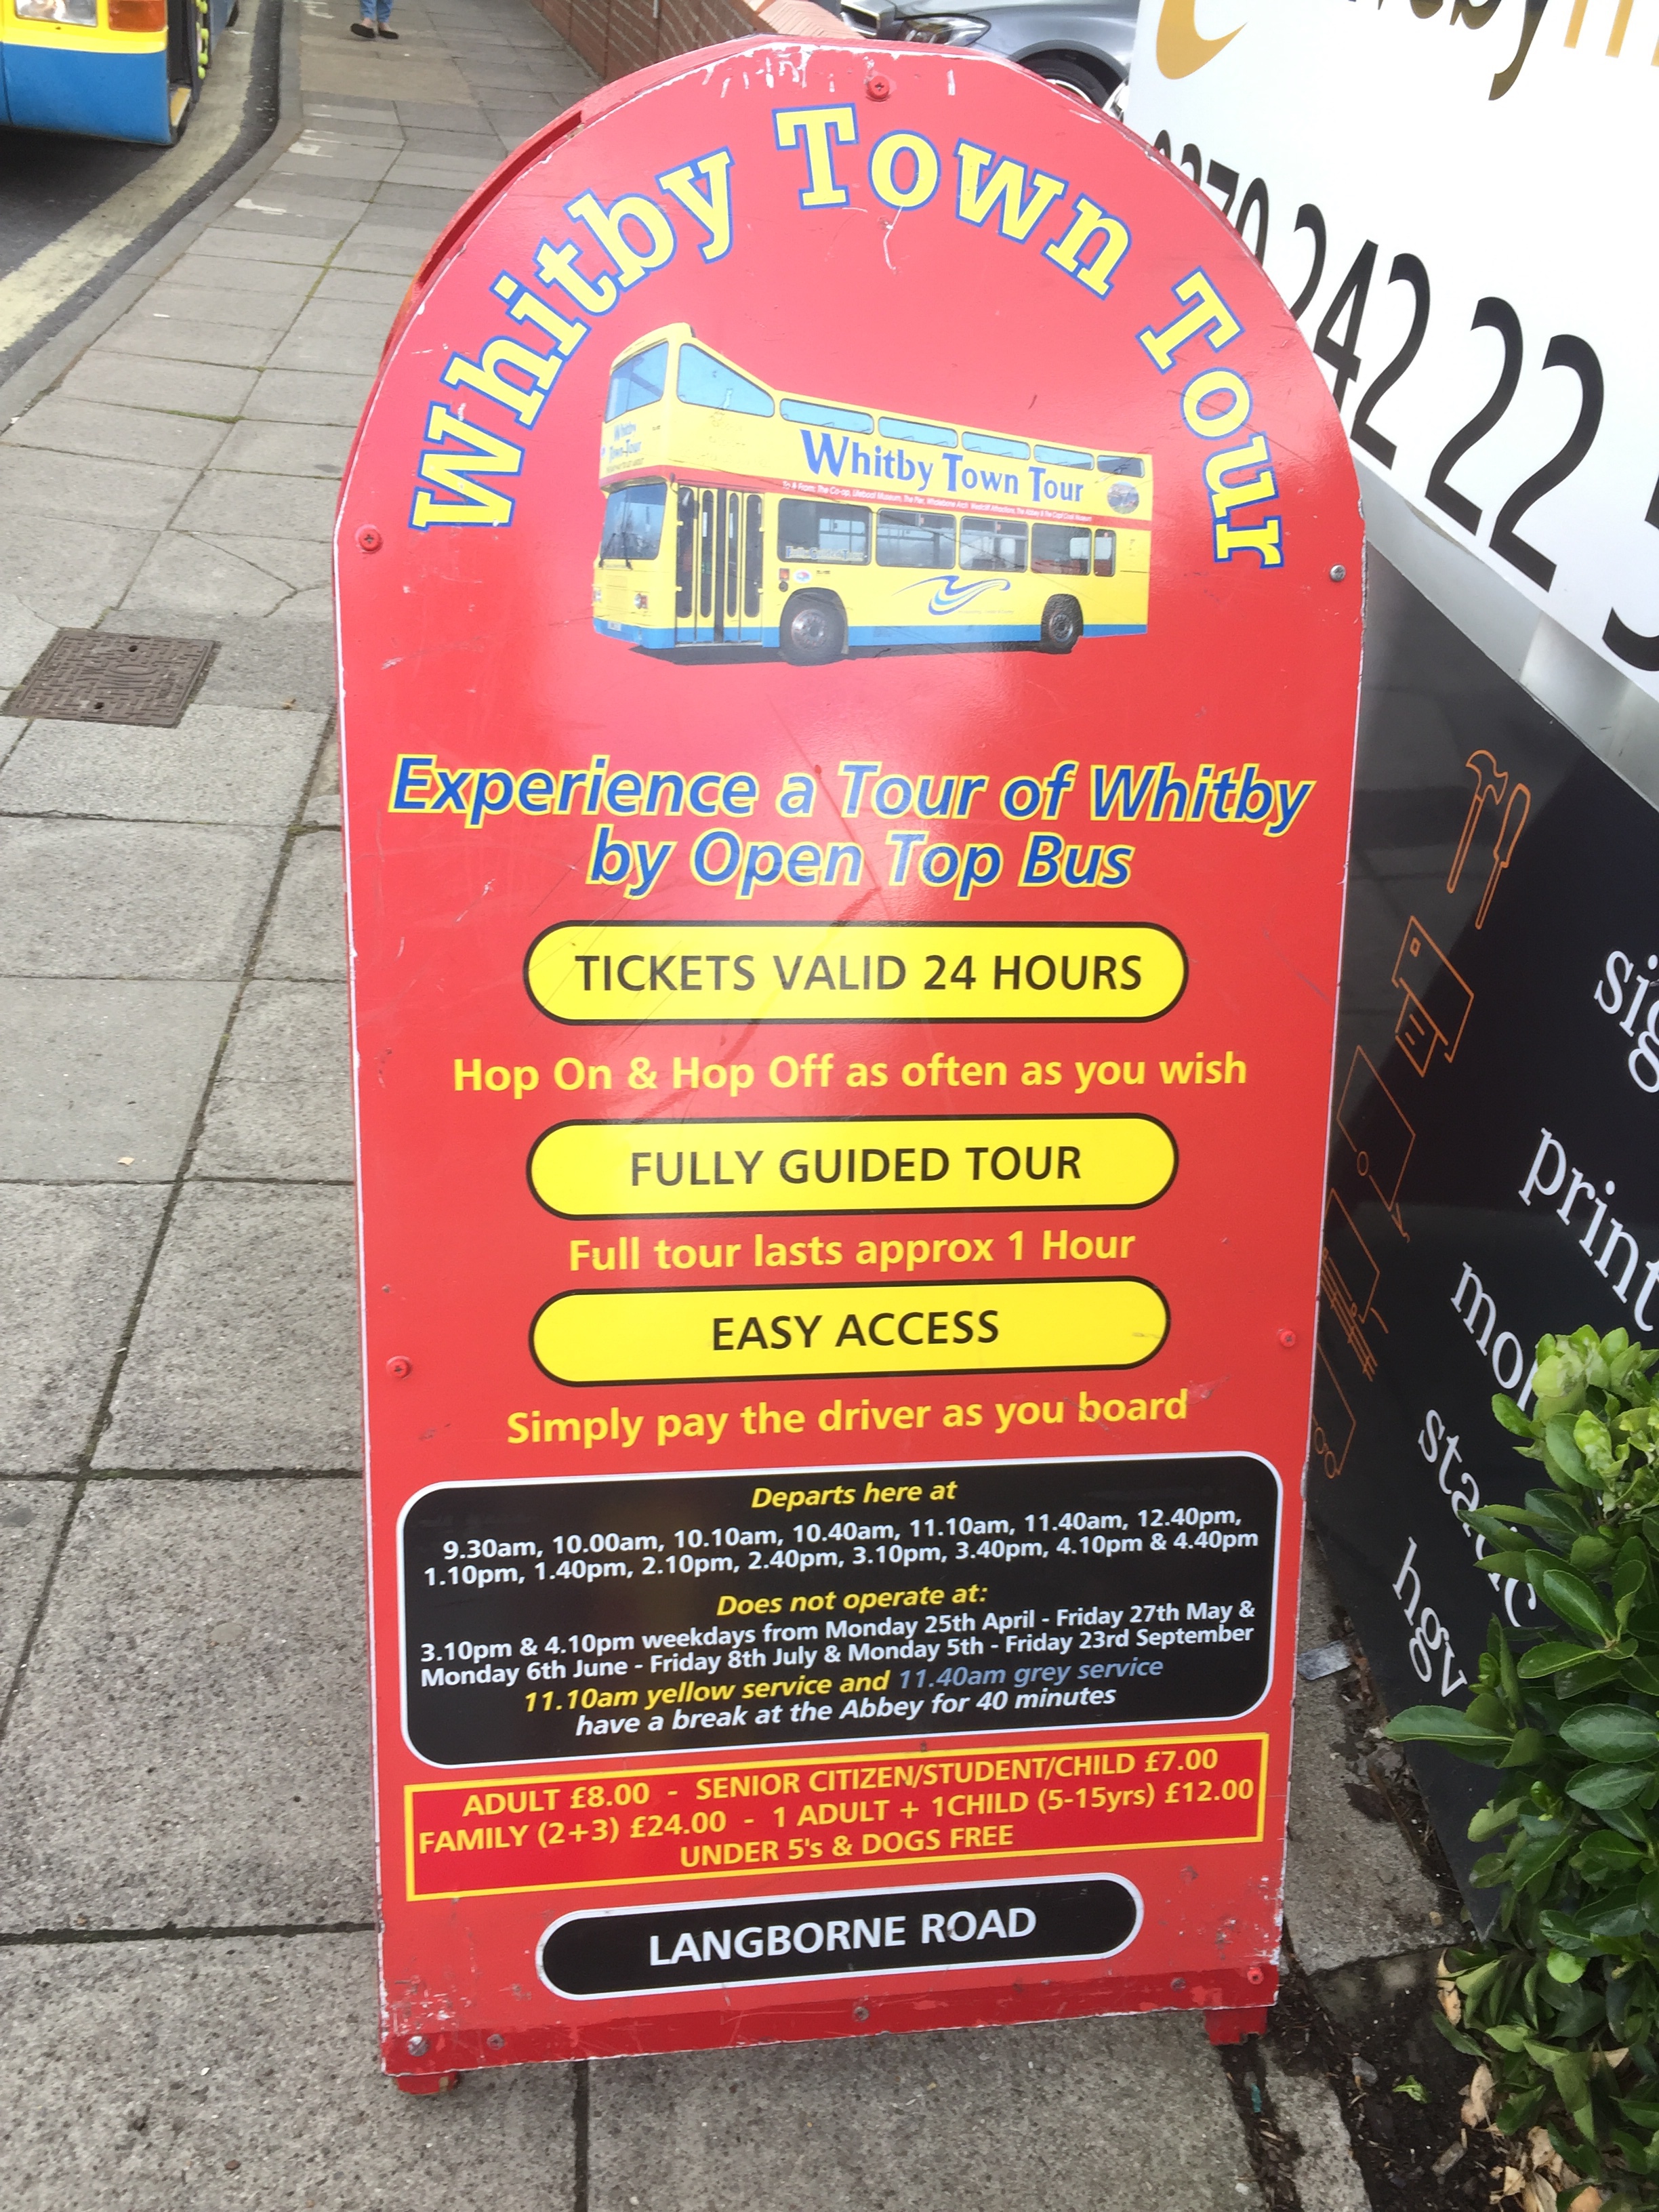 Whitby Town Tour
Whitby
Town Tour
Whitby Town Tour
Experience a Tour of Whitby
by Open Top Bus
TICKETS VALID 24 HOURS
Hop On & Hop Off as often as you wish
FULLY GUIDED TOUR
Full tour lasts approx 1 Hour
EASY ACCESS
Simply pay the driver as you board
Departs here at
9.30am, 10.00am, 10.10am, 10.40am, 11.10am, 11.40am, 12.40pm,
1.10pm, 1.40pm, 2.10pm, 2.40pm, 3.10pm, 3.40pm, 4.10pm & 4.40pm
Does not operate at:
3.10pm & 4.10pm weekdays from Monday 25th April - Friday 27th May &
Monday 6th June - Friday 8th July & Monday 5th - Friday 23rd September
11.10am yellow service and 11.40am grey service
have a break at the Abbey for 40 minutes
ADULT £8.00 - SENIOR CITIZEN/STUDENT/CHILD £7.00
FAMILY (2+3) £24.00 - 1 ADULT + 1CHILD (5-15yrs) £12.00
UNDER 5's & DOGS FREE
LANGBORNE ROAD
242 22
print
hgv